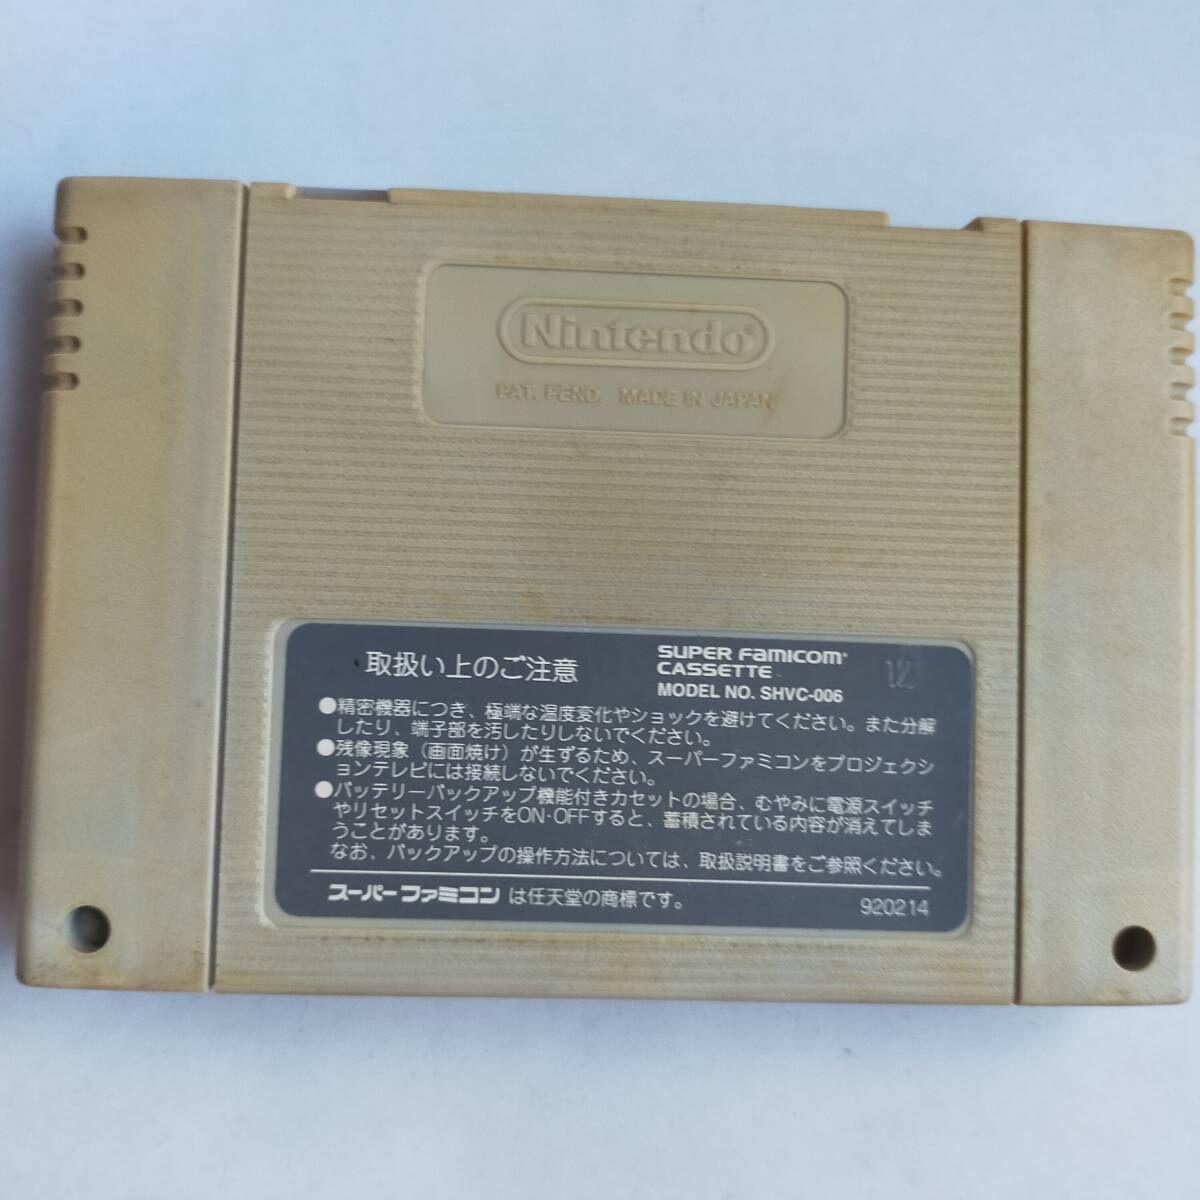 Nintendo®
PAT. PEND. MADE IN JAPAN
取扱い上のご注意
SUPER FAMICOM®
CASSETTE
MODEL NO. SHVC-006
12
●精密機器につき、極端な温度変化やショックを避けてください。また分解
したり、端子部を汚したりしないでください。
●残像現象（画面焼け）が生ずるため、スーパーファミコンをプロジェクシ
ョンテレビには接続しないでください。
●バッテリーバックアップ機能付きカセットの場合、むやみに電源スイッチ
やリセットスイッチをON·OFFすると、蓄積されている内容が消えてしま
うことがあります。
なお、バックアップの操作方法については、取扱説明書をご参照ください。
スーパーファミコン は任天堂の商標です。
920214